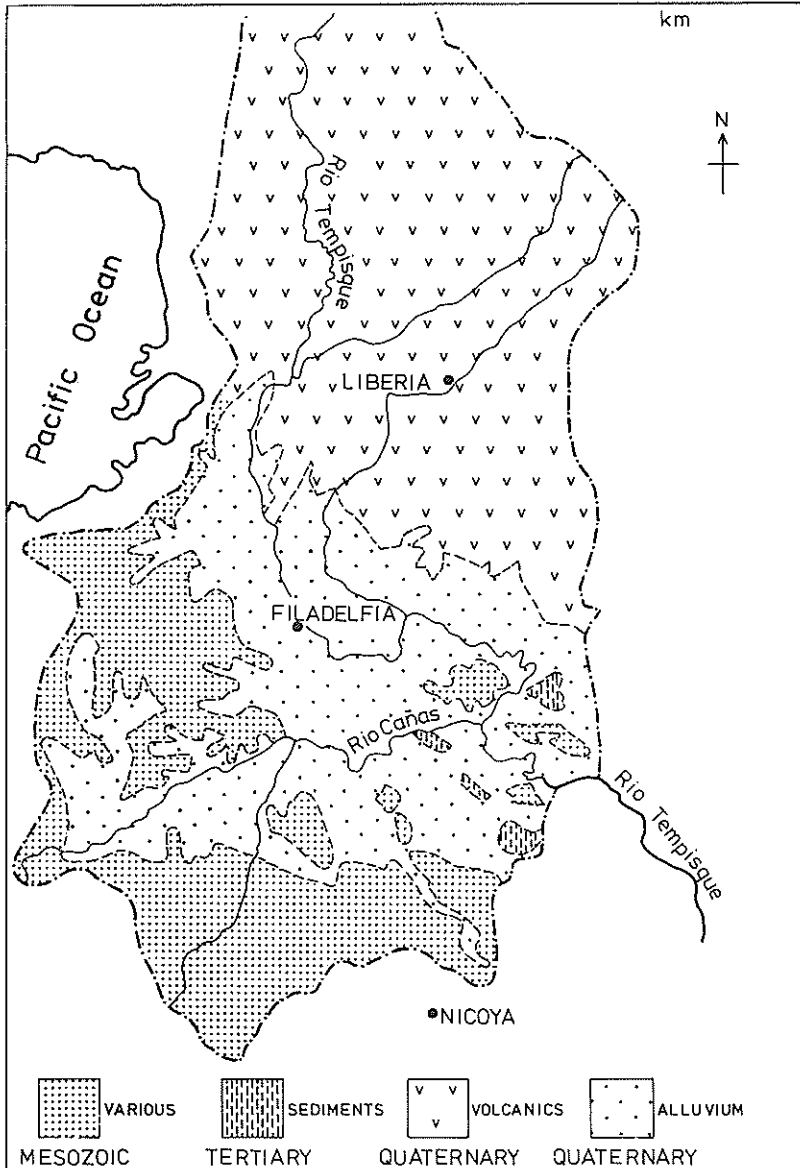 km
N
Rio Tempisque
Pacific Ocean
LIBERIA
FILADELFIA
Rio Cañas
Rio Tempisque
NICOYA
VARIOUS
SEDIMENTS
VOLCANICS
ALLUVIUM
MESOZOIC
TERTIARY
QUATERNARY
QUATERNARY